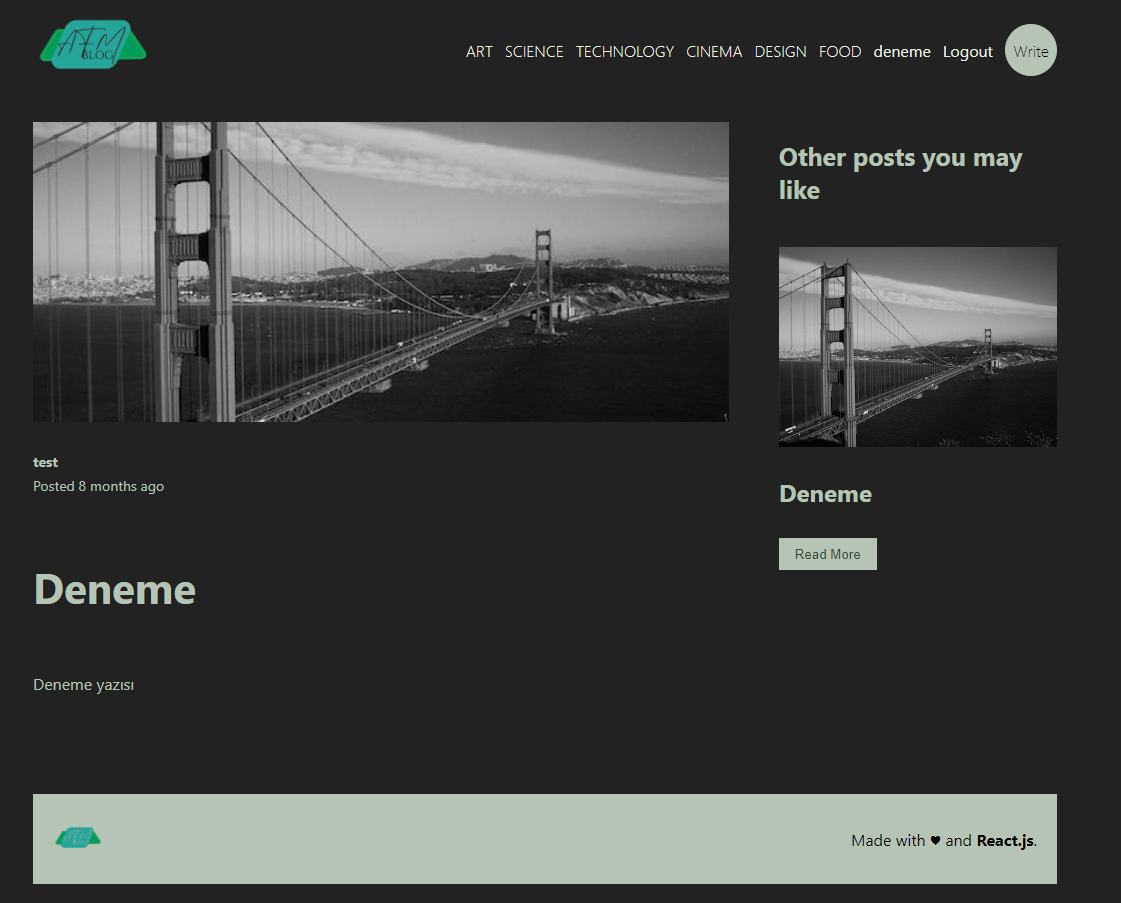 AFM
BLOG
ART SCIENCE TECHNOLOGY CINEMA DESIGN FOOD deneme Logout Write
Other posts you may
like
test
Posted 8 months ago
Deneme
Deneme yazısı
Deneme
Read More
AFM
Made with ♥ and React.js.